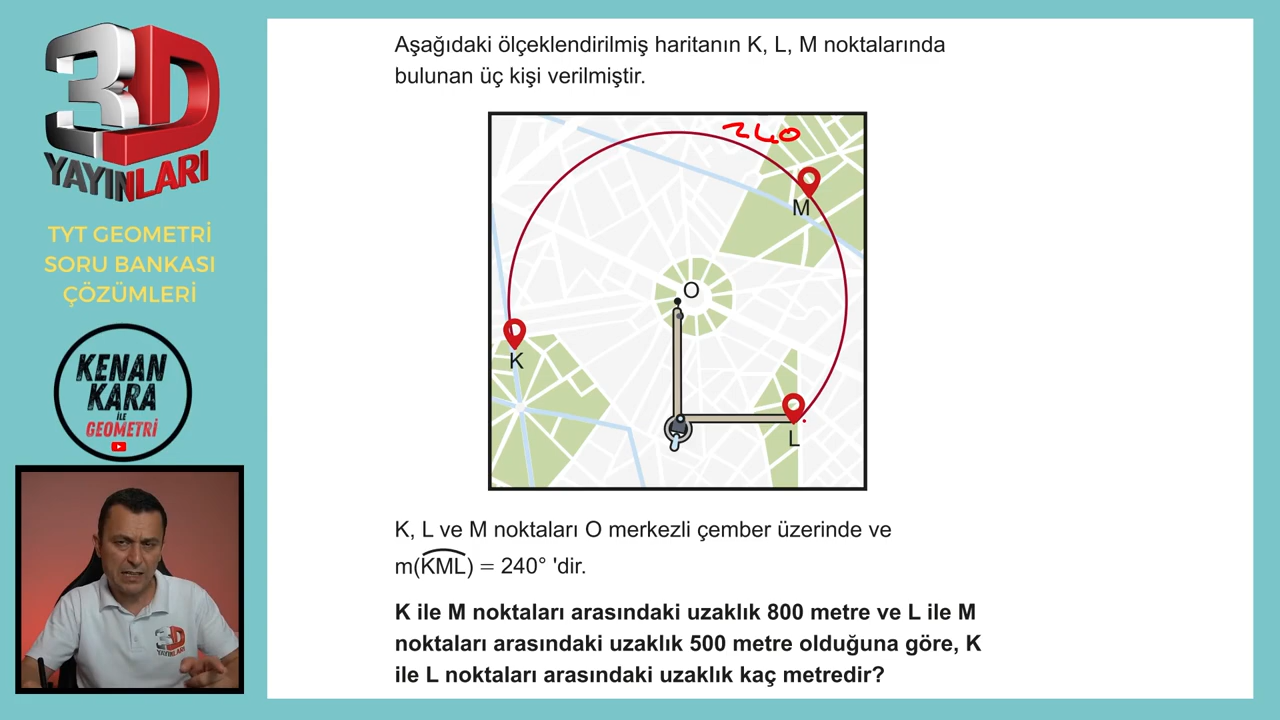 3D
YAYINLARI
TYT GEOMETRİ
SORU BANKASI
ÇÖZÜMLERİ
KENAN
KARA
İLE
GEOMETRİ
3D
YAYINLARI
Aşağıdaki ölçeklendirilmiş haritanın K, L, M noktalarında
bulunan üç kişi verilmiştir.
240
M
O
K
L
K, L ve M noktaları O merkezli çember üzerinde ve
m(KML) = 240° 'dir.
K ile M noktaları arasındaki uzaklık 800 metre ve L ile M
noktaları arasındaki uzaklık 500 metre olduğuna göre, K
ile L noktaları arasındaki uzaklık kaç metredir?